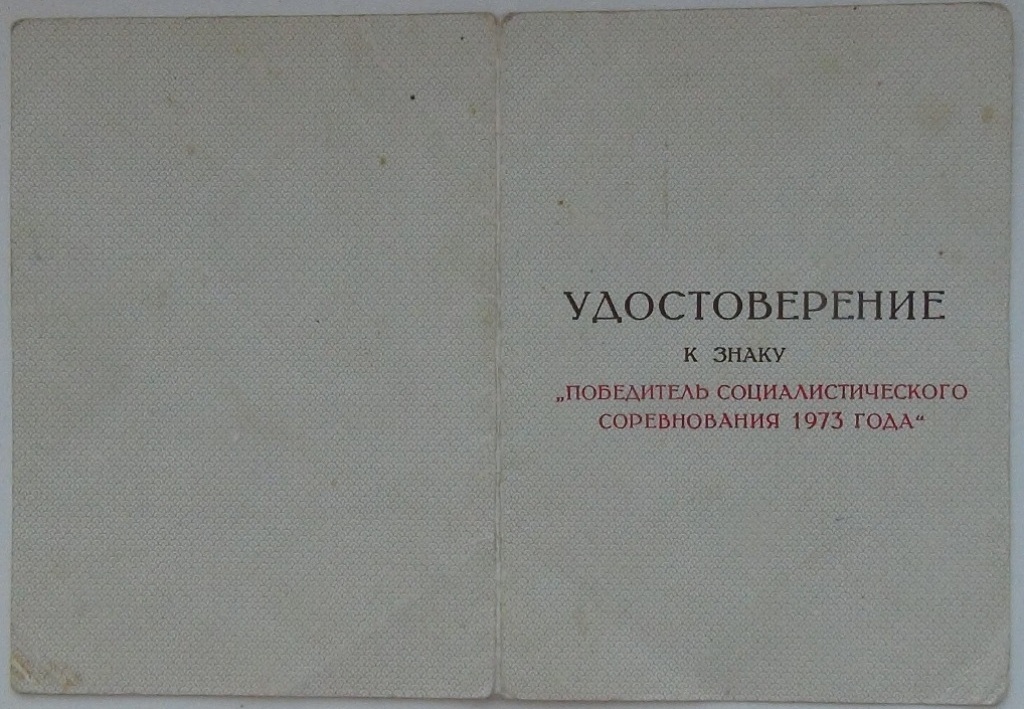 УДОСТОВЕРЕНИЕ
К ЗНАКУ
„ПОБЕДИТЕЛЬ СОЦИАЛИСТИЧЕСКОГО
СОРЕВНОВАНИЯ 1973 ГОДА“